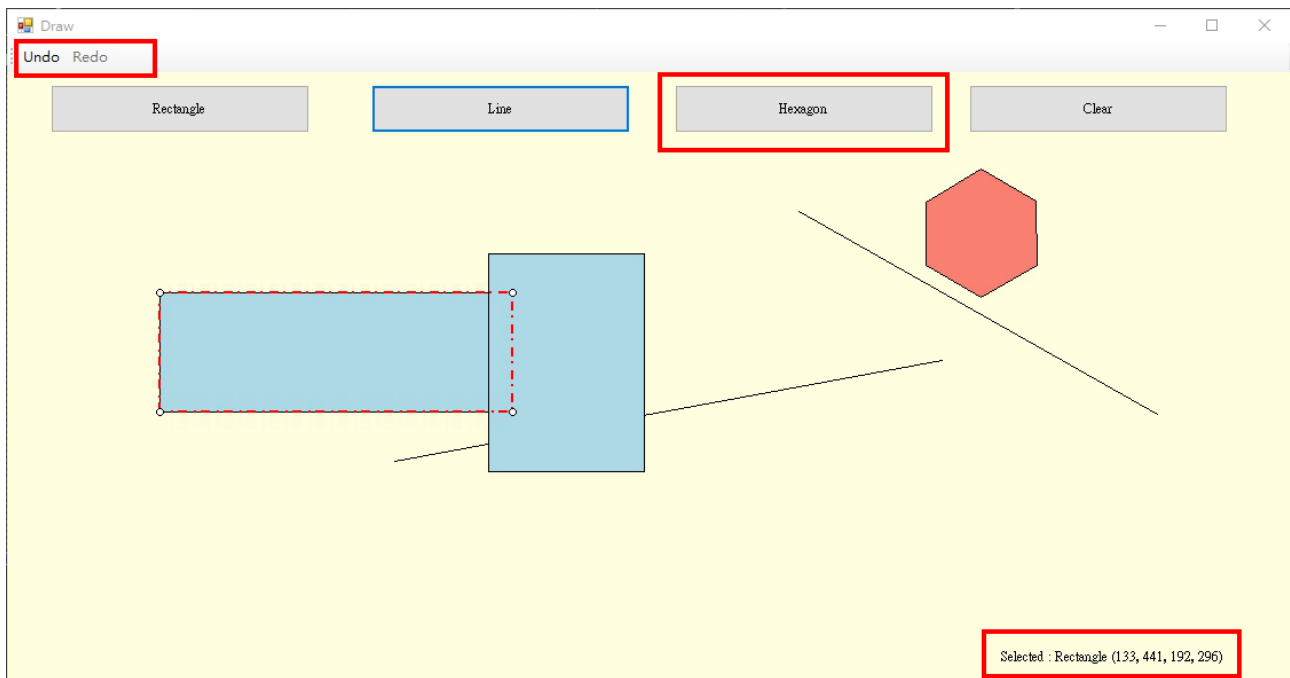 Draw
Undo Redo
Rectangle Line Hexagon Clear
Selected : Rectangle (133, 441, 192, 296)